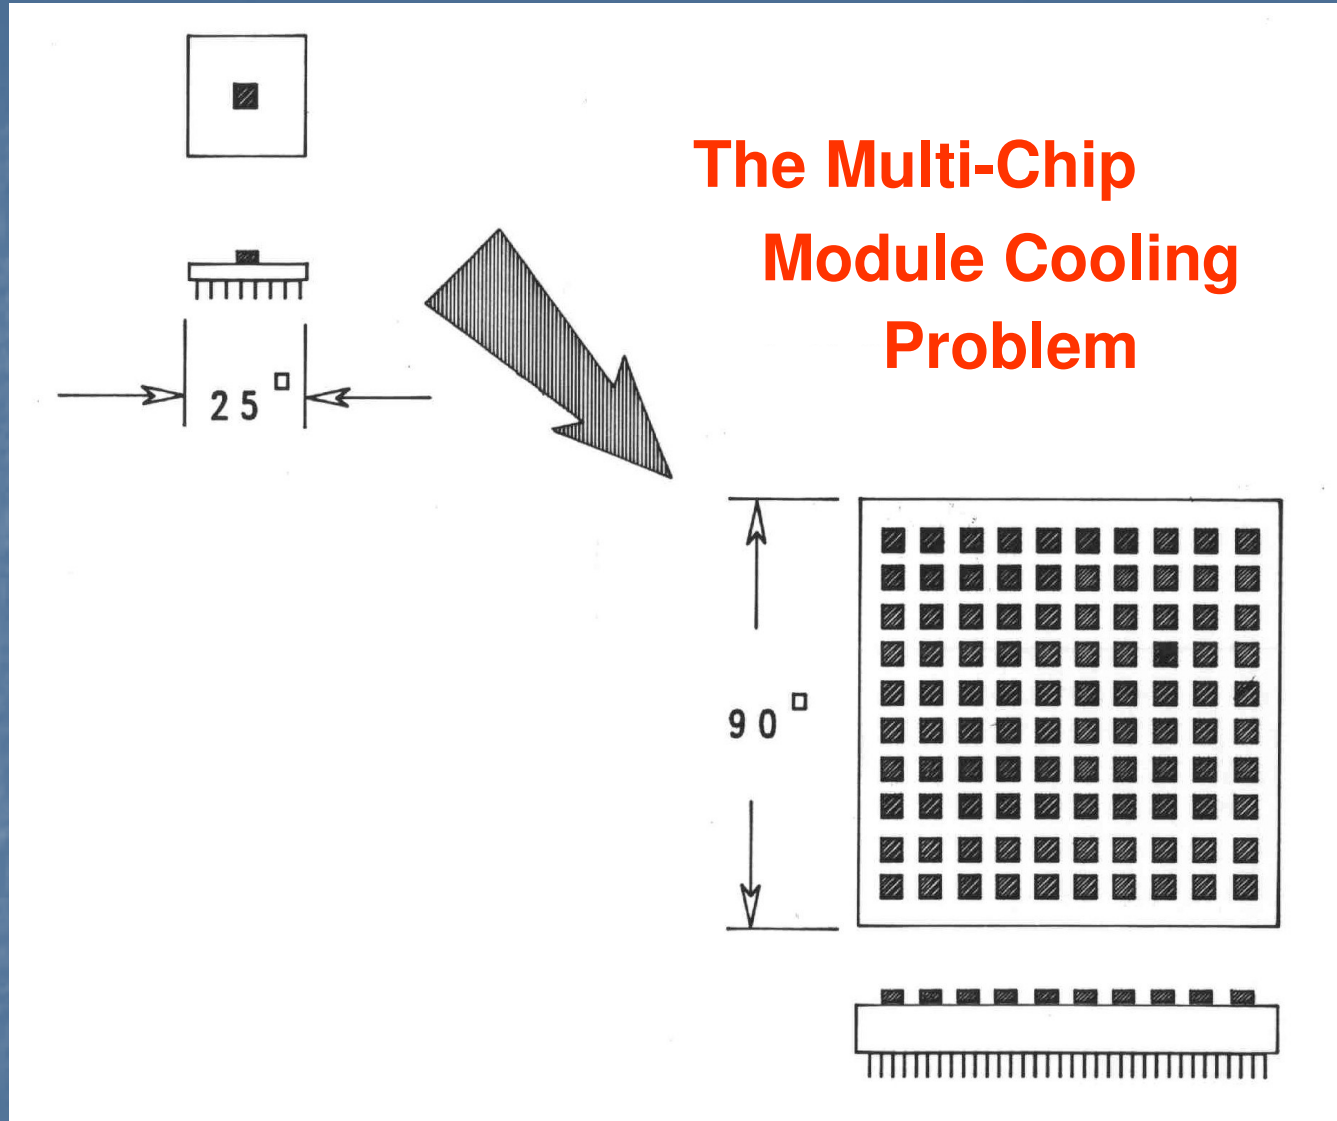 The Multi-Chip
Module Cooling
Problem
25 □
90 □